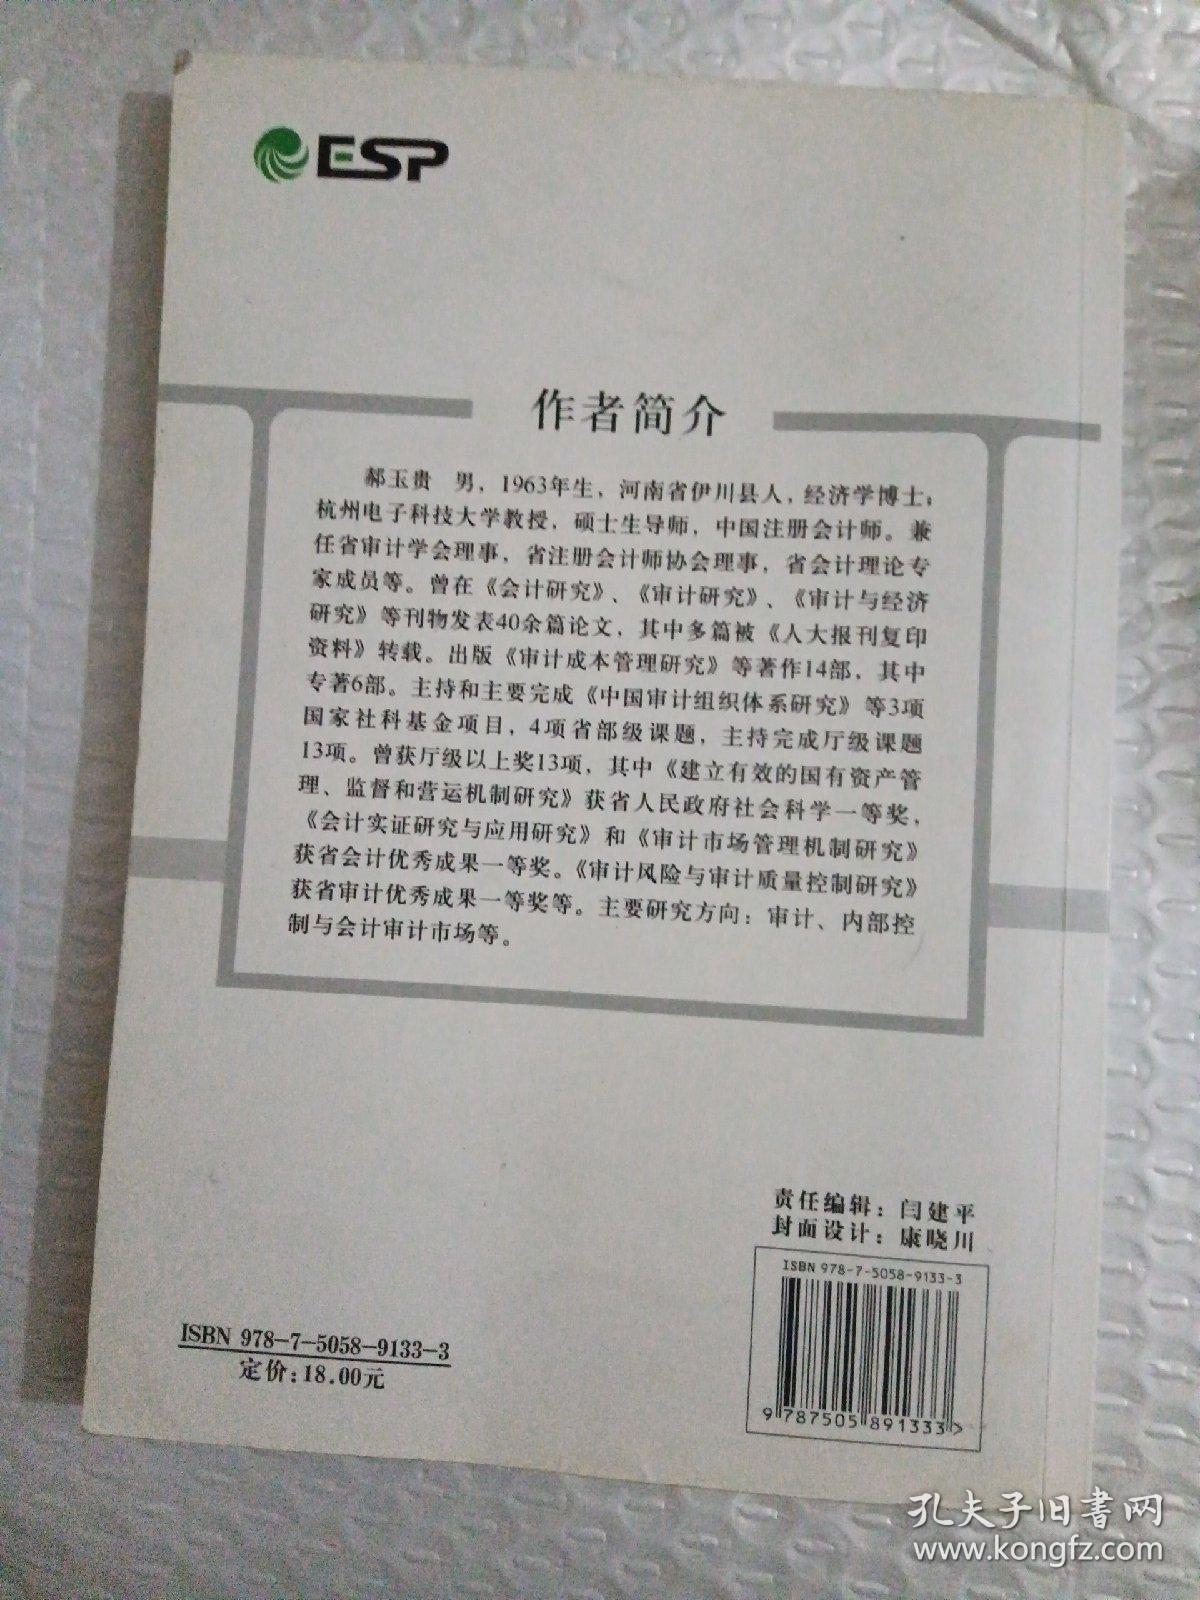 ESP
作者简介
郝玉贵 男，1963年生，河南省伊川县人，经济学博士；
杭州电子科技大学教授，硕士生导师，中国注册会计师。兼
任省审计学会理事，省注册会计师协会理事，省会计理论专
家成员等。曾在《会计研究》、《审计研究》、《审计与经济
研究》等刊物发表40余篇论文，其中多篇被《人大报刊复印
资料》转载。出版《审计成本管理研究》等著作14部，其中
专著6部。主持和主要完成《中国审计组织体系研究》等3项
国家社科基金项目，4项省部级课题，主持完成厅级课题
13项。曾获厅级以上奖13项，其中《建立有效的国有资产管
理、监督和营运机制研究》获省人民政府社会科学一等奖，
《会计实证研究与应用研究》和《审计市场管理机制研究》
获省会计优秀成果一等奖。《审计风险与审计质量控制研究》
获省审计优秀成果一等奖等。主要研究方向：审计、内部控
制与会计审计市场等。
责任编辑：闫建平
封面设计：康晓川
ISBN 978-7-5058-9133-3
9 787505 891333>
ISBN 978-7-5058-9133-3
定价：18.00元
孔夫子旧书网
www.kongfz.com